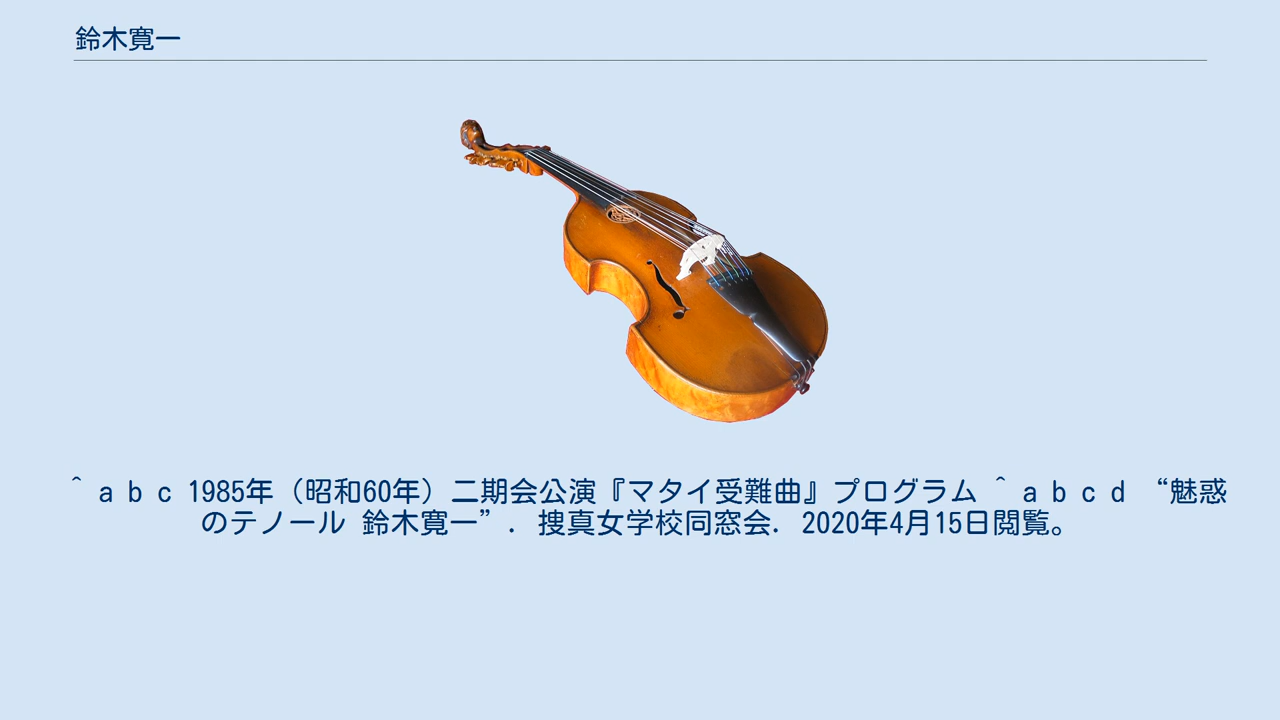 鈴木寛一
^ a b c 1985年（昭和60年）二期会公演『マタイ受難曲』プログラム ^ a b c d “魅惑
のテノール 鈴木寛一”. 捜真女学校同窓会. 2020年4月15日閲覧。